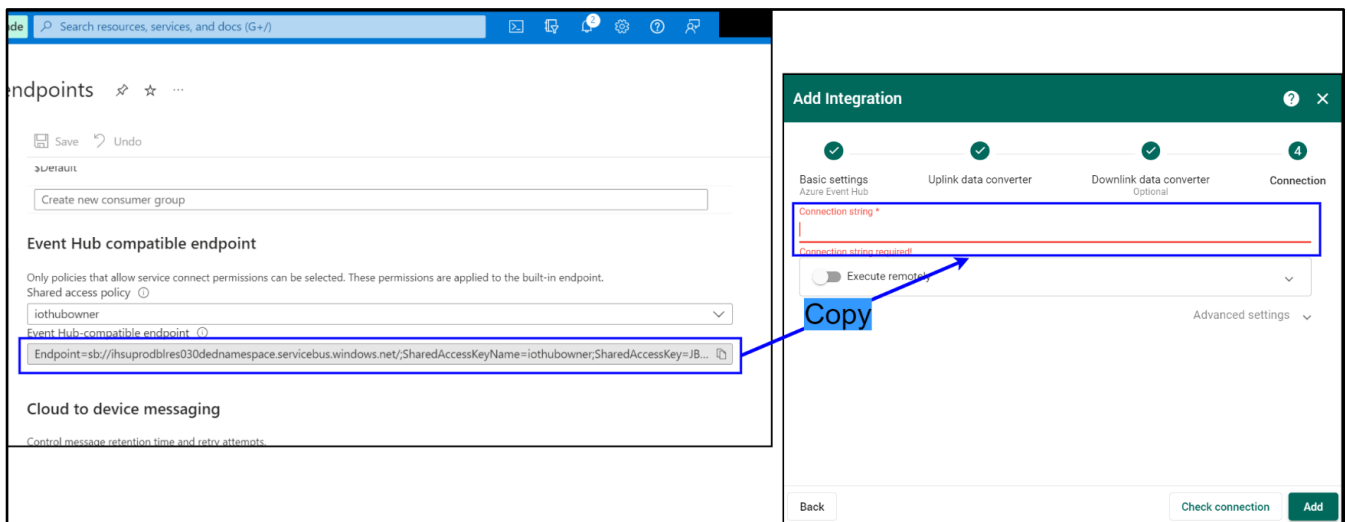 de
Search resources, services, and docs (G+/)
2
endpoints
Save Undo
$Default
Create new consumer group
Event Hub compatible endpoint
Only policies that allow service connect permissions can be selected. These permissions are applied to the built-in endpoint.
Shared access policy
iothubowner
Event Hub-compatible endpoint
Endpoint=sb://ihsuprodblres030dednamespace.servicebus.windows.net/;SharedAccessKeyName=iothubowner;SharedAccessKey=JB...
Cloud to device messaging
Control message retention time and retry attempts.
Copy
Add Integration
4
Basic settings Uplink data converter Downlink data converter Connection
Azure Event Hub Optional
Connection string *
Connection string required!
Execute remotely
Advanced settings
Back Check connection Add